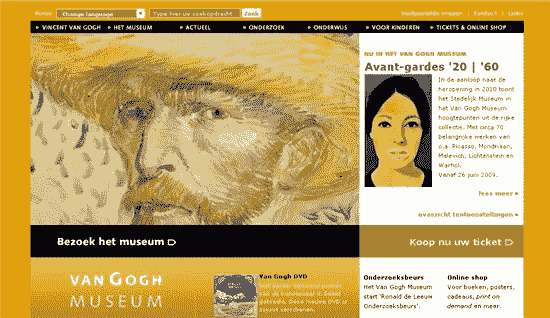 Home Change language Type hier uw zoekopdracht Zoek Veelgestelde vragen | Contact | Links
VINCENT VAN GOGH HET MUSEUM ACTUEEL ONDERZOEK ONDERWIJS VOOR KINDEREN TICKETS & ONLINE SHOP
NU IN HET VAN GOGH MUSEUM
Avant-gardes '20 | '60
In de aanloop naar de
heropening in 2010 toont
het Stedelijk Museum in
het Van Gogh Museum
hoogtepunten uit de rijke
collectie. Met circa 70
belangrijke werken van
o.a. Picasso, Mondriaan,
Malevich, Lichtenstein en
Warhol.
Vanaf 26 juni 2009.
lees meer »
overzicht tentoonstellingen »
Bezoek het museum
Koop nu uw ticket
VAN GOGH
MUSEUM
Van Gogh DVD
Onderzoeksbeurs
Het Van Gogh Museum
start 'Ronald de Leeuw
Onderzoeksbeurs'.
Online shop
Voor boeken, posters,
cadeaus, print on
demand en meer.